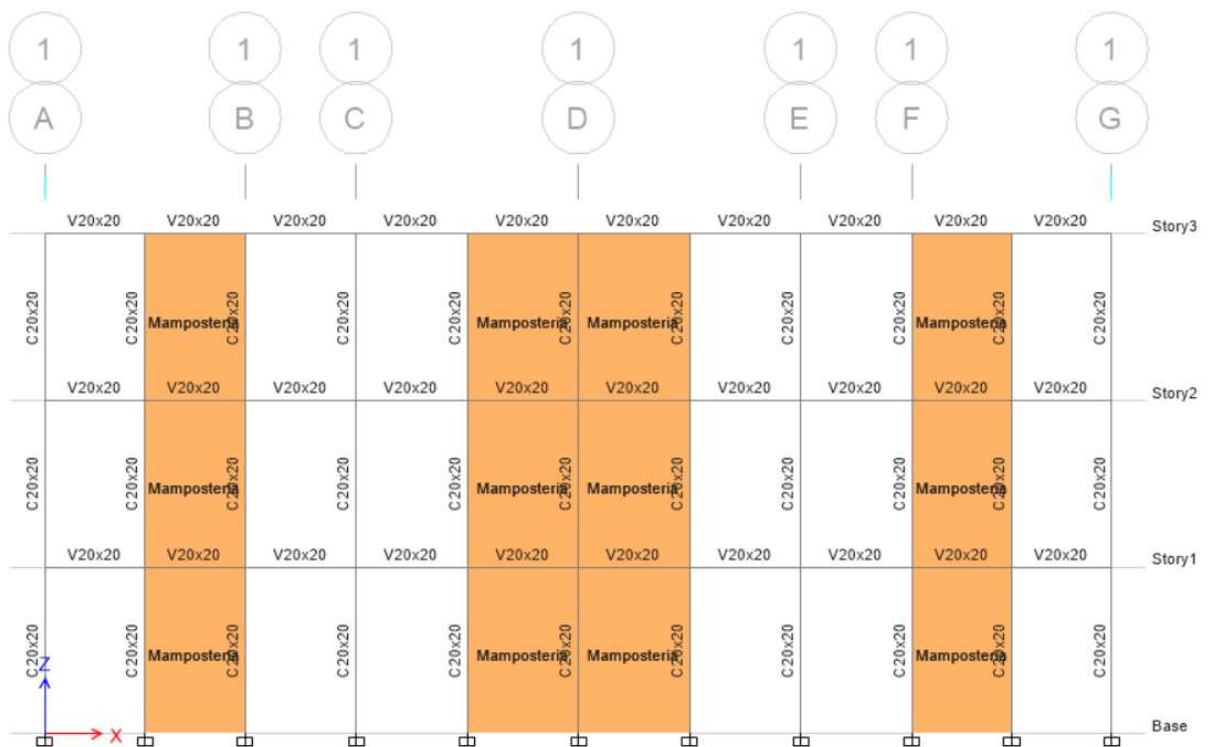 1 1 1 1 1 1 1
A B C D E F G
V20x20 V20x20 V20x20 V20x20 V20x20 V20x20 V20x20 V20x20 V20x20 V20x20 Story3
C20x20 C20x20 Mamposteria C20x20 C20x20 C20x20 Mamposteria C20x20 Mamposteria C20x20 C20x20 C20x20 Mamposteria C20x20 C20x20
V20x20 V20x20 V20x20 V20x20 V20x20 V20x20 V20x20 V20x20 V20x20 V20x20 Story2
C20x20 C20x20 Mamposteria C20x20 C20x20 C20x20 Mamposteria C20x20 Mamposteria C20x20 C20x20 C20x20 Mamposteria C20x20 C20x20
V20x20 V20x20 V20x20 V20x20 V20x20 V20x20 V20x20 V20x20 V20x20 V20x20 Story1
C20x20 C20x20 Mamposteria C20x20 C20x20 C20x20 Mamposteria C20x20 Mamposteria C20x20 C20x20 C20x20 Mamposteria C20x20 C20x20
Z
X Base